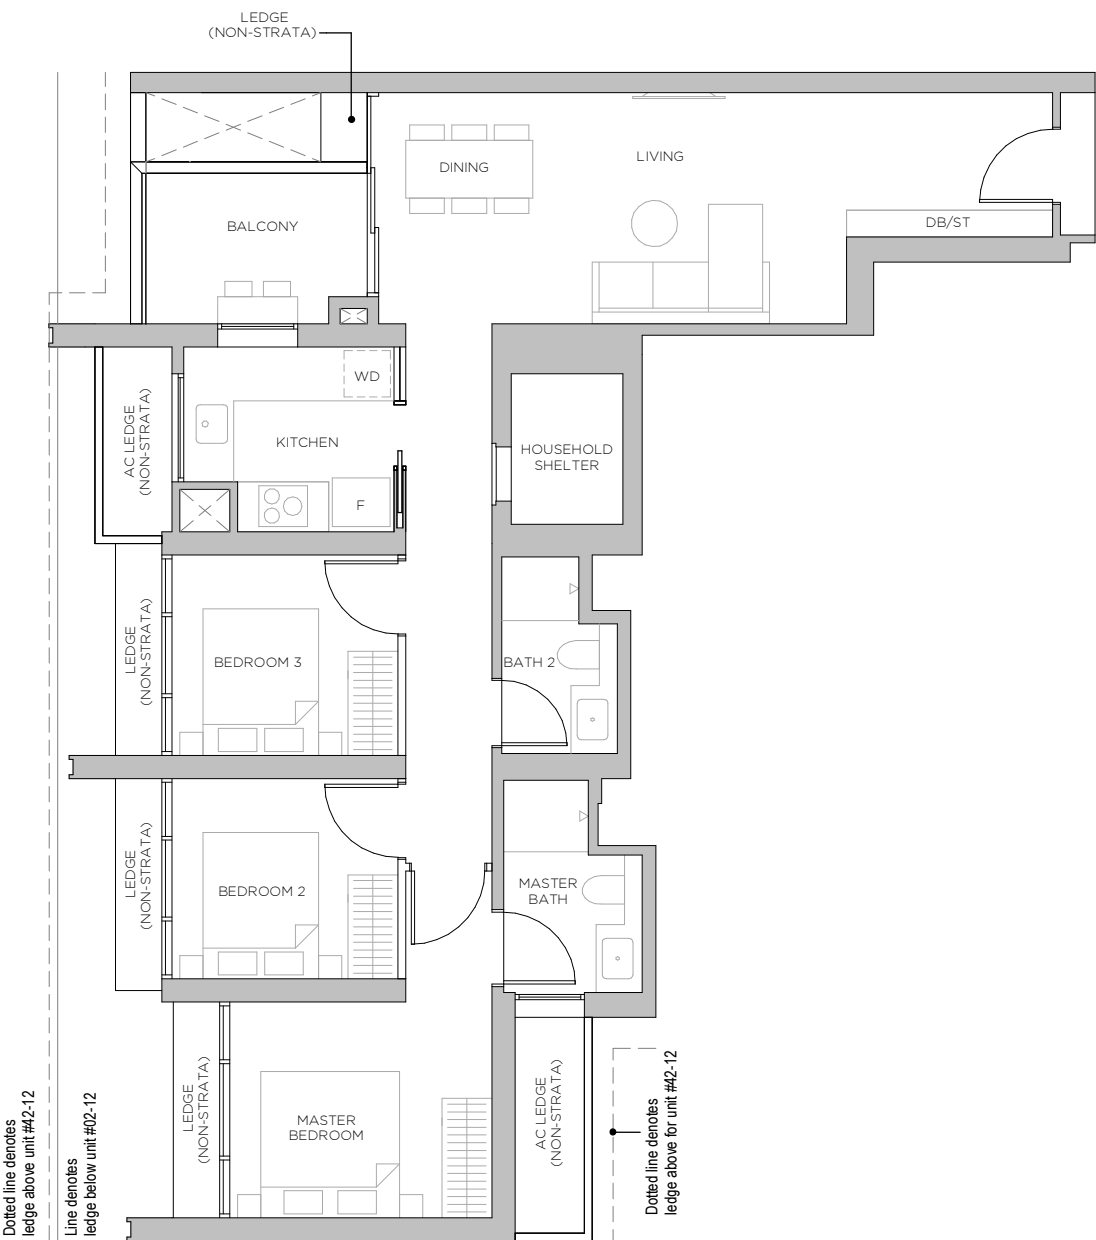 LEDGE
(NON-STRATA)
DINING
LIVING
BALCONY
DB/ST
WD
AC LEDGE
(NON-STRATA)
KITCHEN
HOUSEHOLD
SHELTER
F
LEDGE
(NON-STRATA)
BEDROOM 3
BATH 2
LEDGE
(NON-STRATA)
BEDROOM 2
MASTER
BATH
LEDGE
(NON-STRATA)
MASTER
BEDROOM
AC LEDGE
(NON-STRATA)
Dotted line denotes
ledge above unit #42-12
Line denotes
ledge below unit #02-12
Dotted line denotes
ledge above for unit #42-12